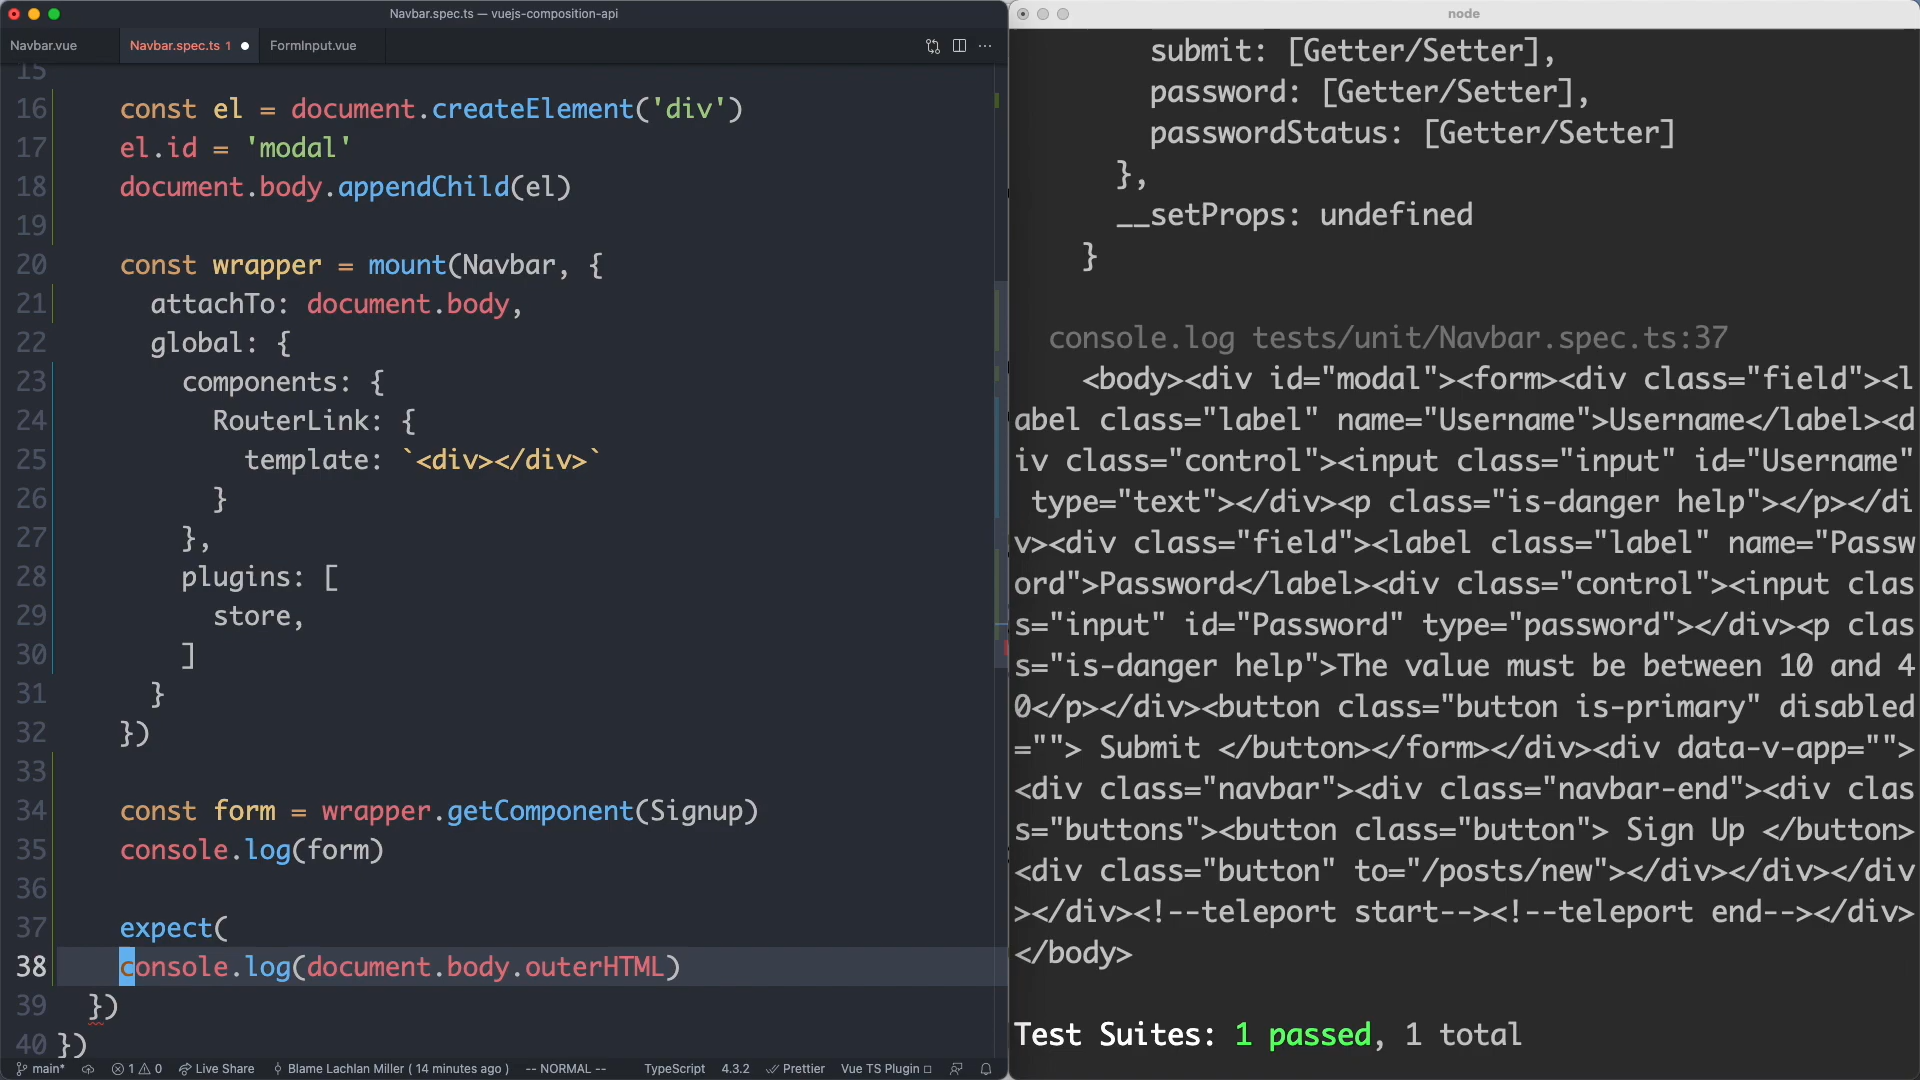 Navbar.spec.ts — vuejs-composition-api
Navbar.vue
Navbar.spec.ts 1
FormInput.vue
15
16 const el = document.createElement('div')
17 el.id = 'modal'
18 document.body.appendChild(el)
19
20 const wrapper = mount(Navbar, {
21 attachTo: document.body,
22 global: {
23 components: {
24 RouterLink: {
25 template: `<div></div>`
26 }
27 },
28 plugins: [
29 store,
30 ]
31 }
32 })
33
34 const form = wrapper.getComponent(Signup)
35 console.log(form)
36
37 expect(
38 console.log(document.body.outerHTML)
39 })
40 })
main* 1 0 Live Share Blame Lachlan Miller ( 14 minutes ago ) -- NORMAL -- TypeScript 4.3.2 Prettier Vue TS Plugin
node
submit: [Getter/Setter],
password: [Getter/Setter],
passwordStatus: [Getter/Setter]
},
__setProps: undefined
}
console.log tests/unit/Navbar.spec.ts:37
<body><div id="modal"><form><div class="field"><l
abel class="label" name="Username">Username</label><d
iv class="control"><input class="input" id="Username"
type="text"></div><p class="is-danger help"></p></di
v><div class="field"><label class="label" name="Passw
ord">Password</label><div class="control"><input clas
s="input" id="Password" type="password"></div><p clas
s="is-danger help">The value must be between 10 and 4
0</p></div><button class="button is-primary" disabled
=""> Submit </button></form></div><div data-v-app="">
<div class="navbar"><div class="navbar-end"><div clas
s="buttons"><button class="button"> Sign Up </button>
<div class="button" to="/posts/new"></div></div></div
></div><!--teleport start--><!--teleport end--></div>
</body>
Test Suites: 1 passed, 1 total